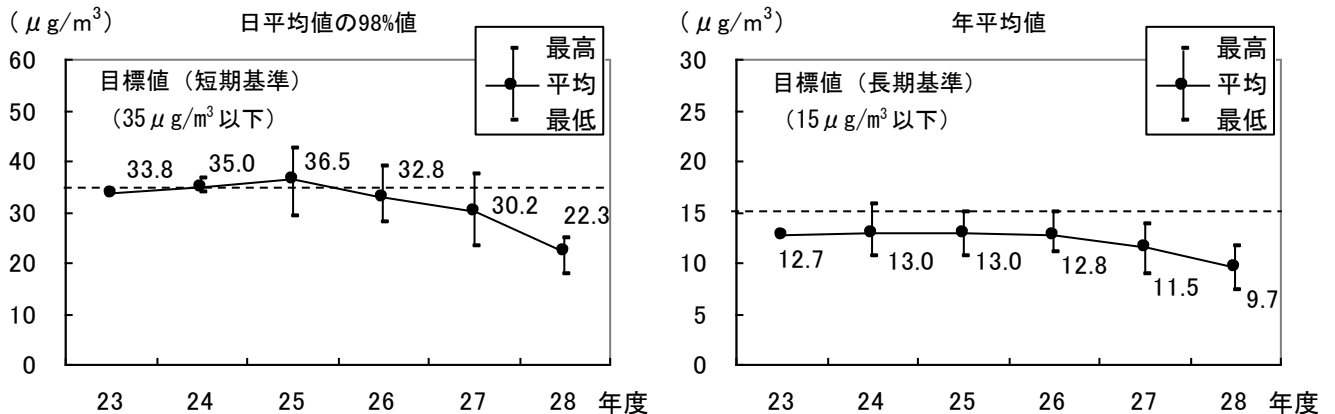 (μg/m³) 日平均値の98%値
最高
平均
最低
目標値（短期基準）
（35μg/m³以下）
60
50
40
30
20
10
0
33.8
35.0
36.5
32.8
30.2
22.3
23 24 25 26 27 28 年度
(μg/m³) 年平均値
最高
平均
最低
目標値（長期基準）
（15μg/m³以下）
30
25
20
15
10
5
0
12.7
13.0
13.0
12.8
11.5
9.7
23 24 25 26 27 28 年度